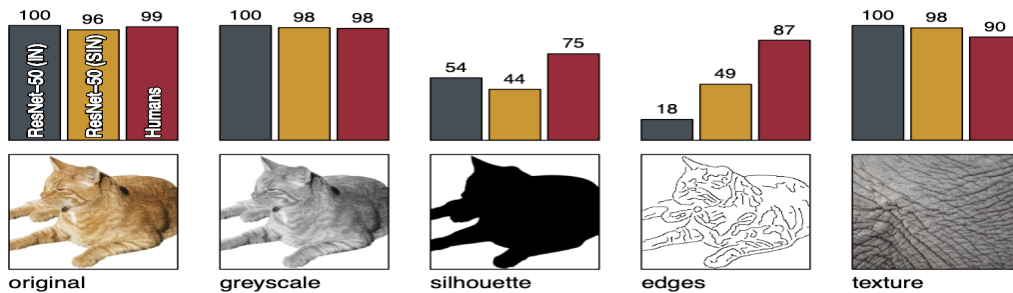 100 96 99
ResNet-50 (IN)
ResNet-50 (SIN)
Humans
100 98 98
54 44 75
18 49 87
100 98 90
original
greyscale
silhouette
edges
texture